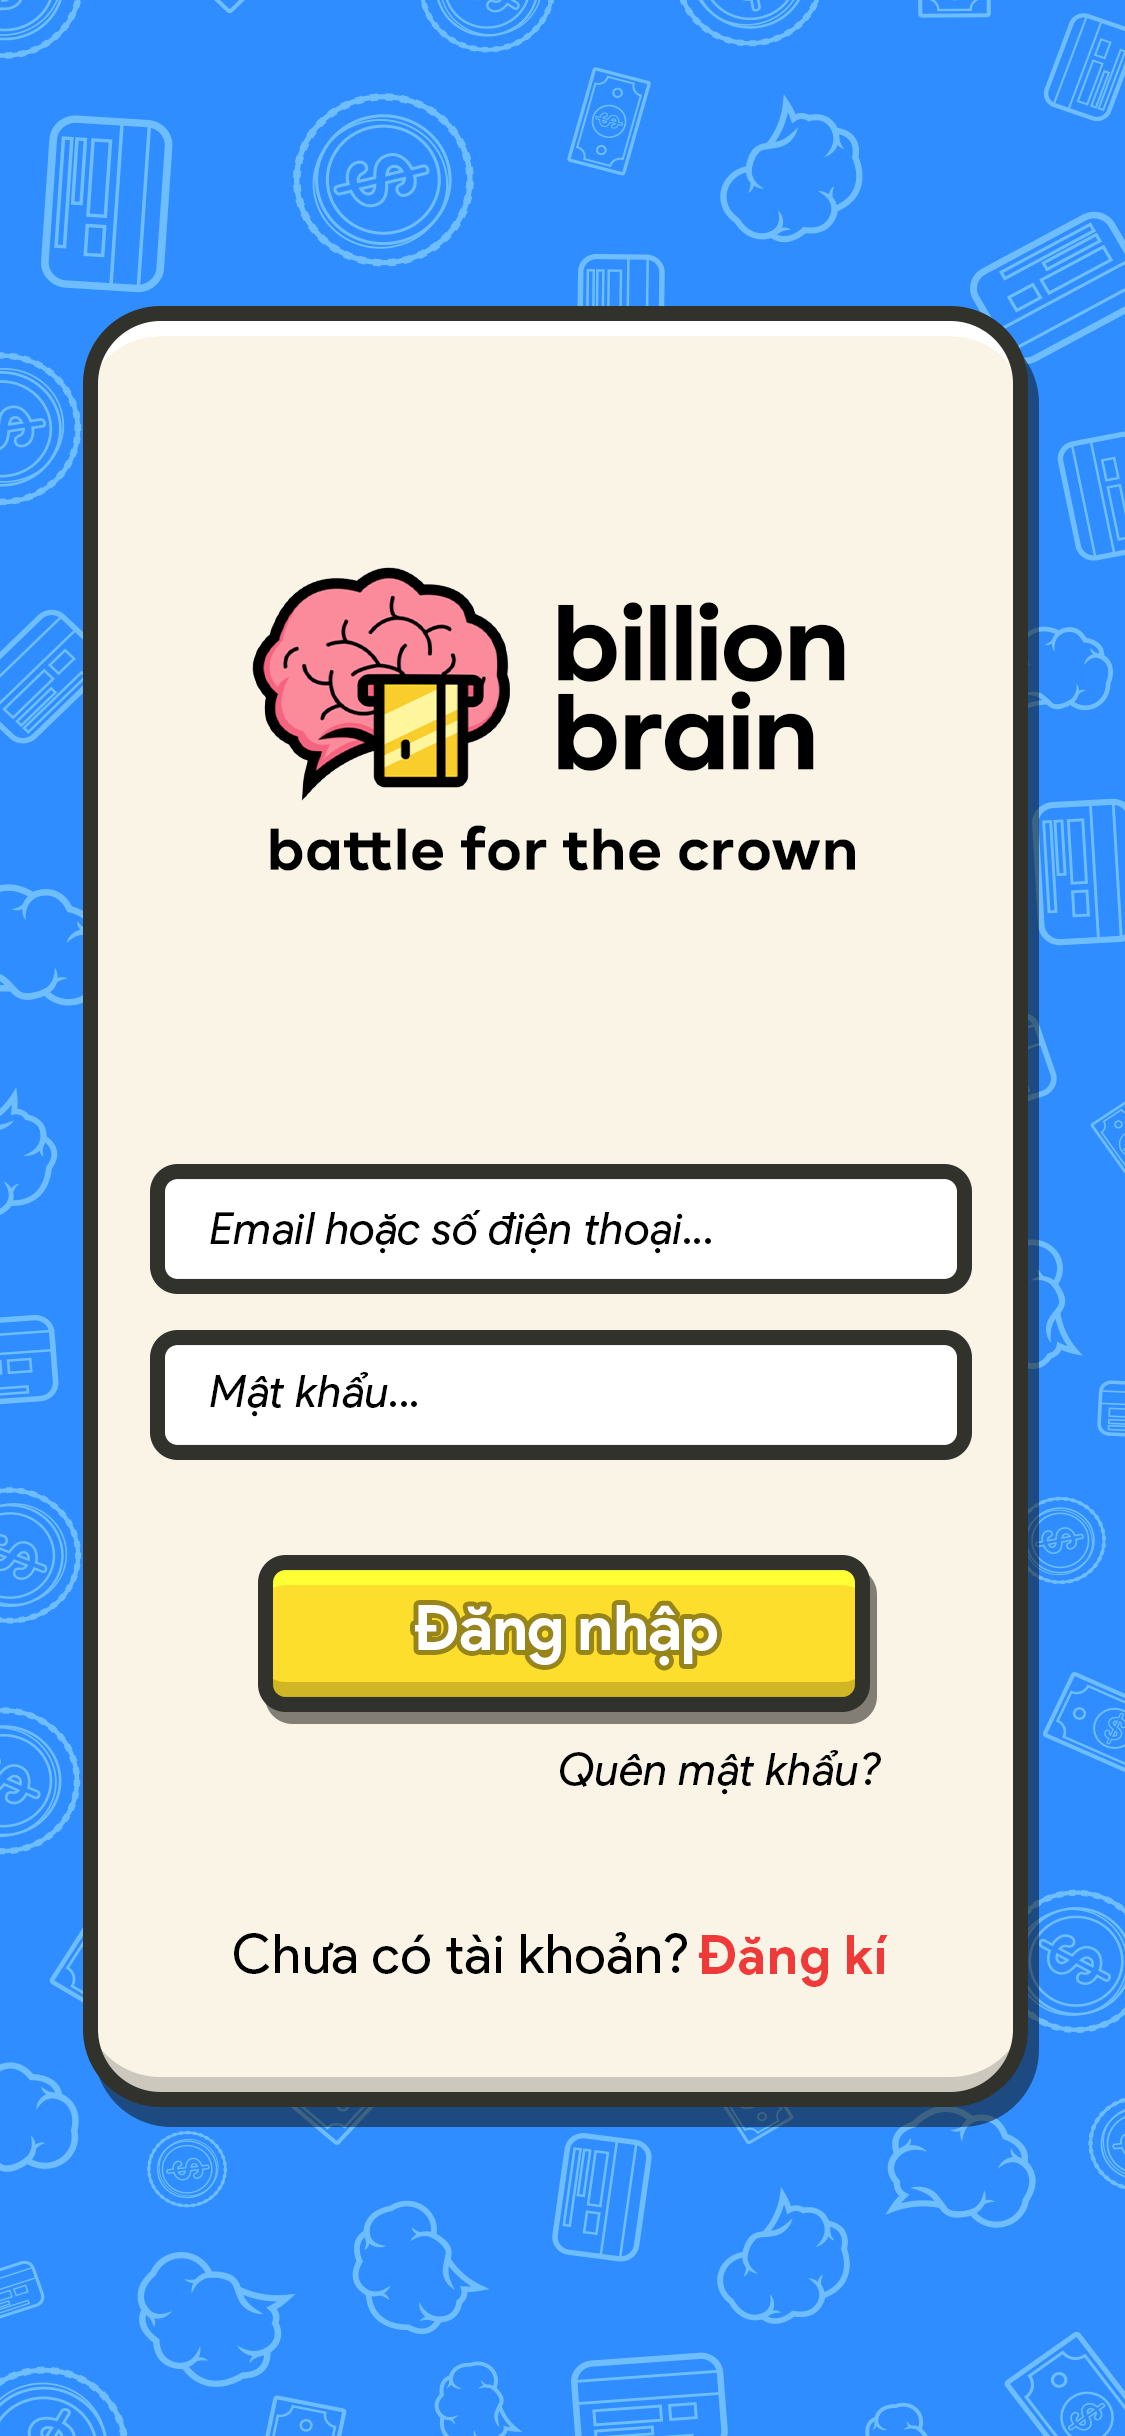 billion
brain
battle for the crown
Email hoặc số điện thoại...
Mật khẩu...
Đăng nhập
Quên mật khẩu?
Chưa có tài khoản? Đăng kí